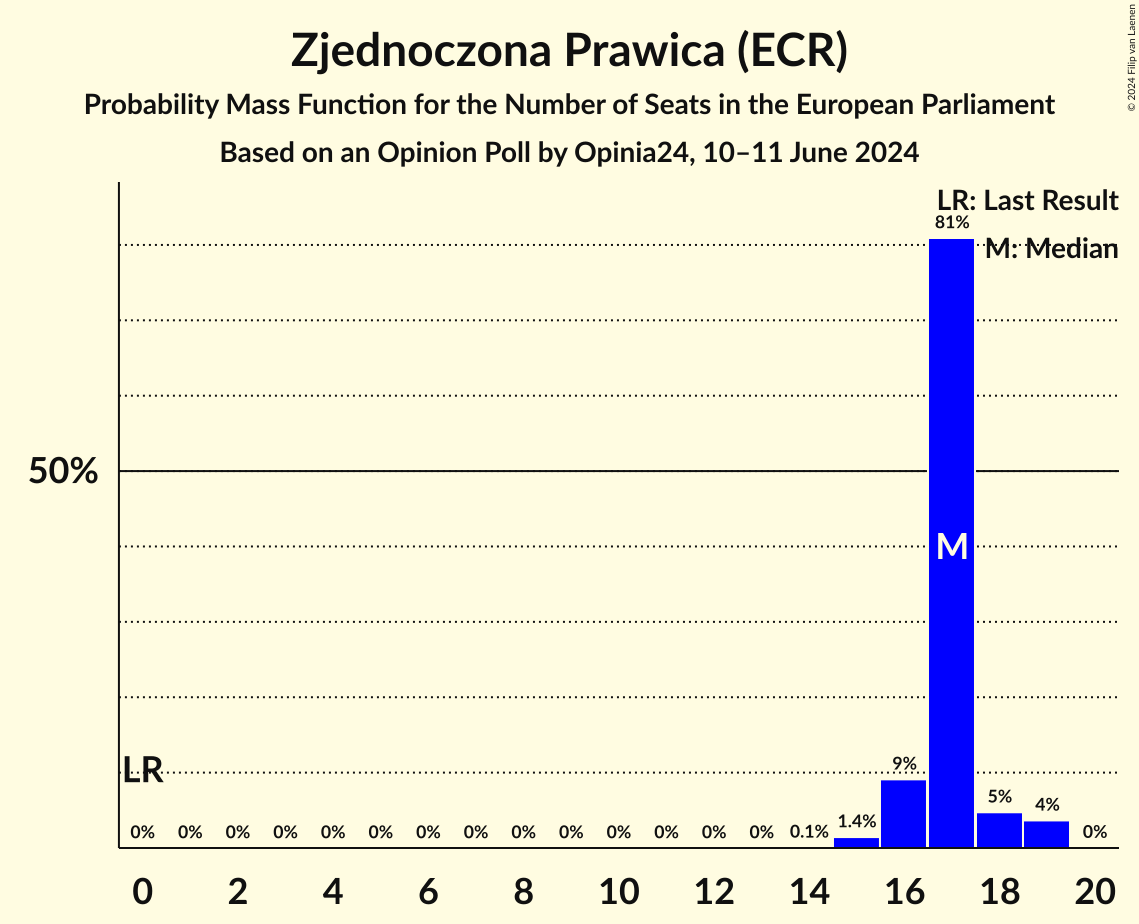 © 2024 Filip van Laenen
Zjednoczona Prawica (ECR)
Probability Mass Function for the Number of Seats in the European Parliament
Based on an Opinion Poll by Opinia24, 10–11 June 2024
LR: Last Result
81%
M: Median
50%
M
LR
9%
5%
4%
1.4%
0% 0% 0% 0% 0% 0% 0% 0% 0% 0% 0% 0% 0% 0% 0.1% 0%
0 2 4 6 8 10 12 14 16 18 20